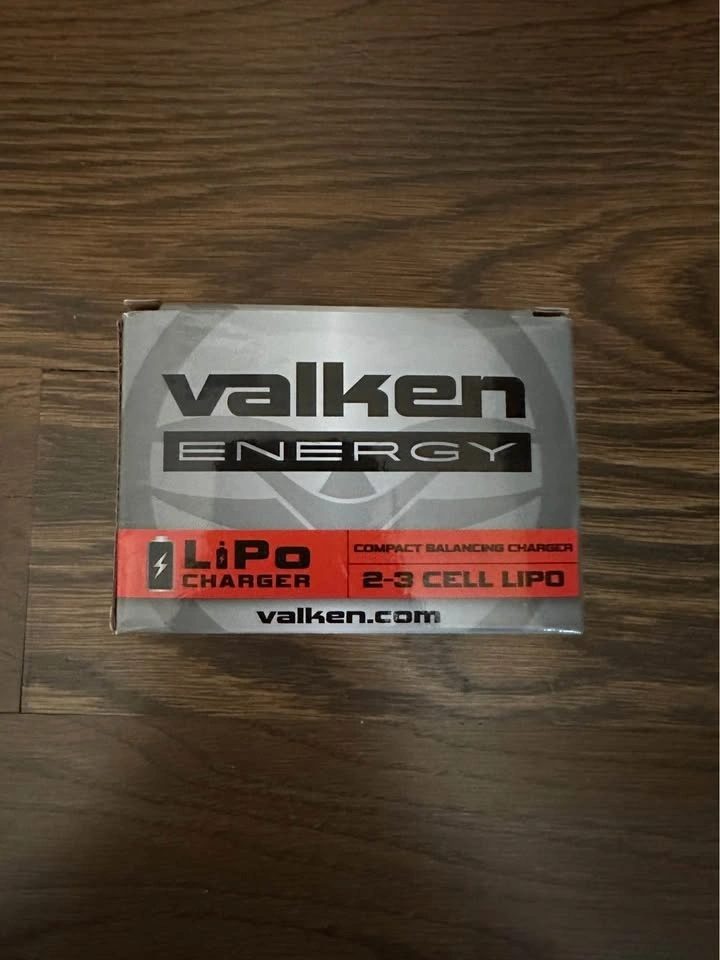 valken
ENERGY
LiPo
CHARGER
COMPACT BALANCING CHARGER
2-3 CELL LIPO
valken.com